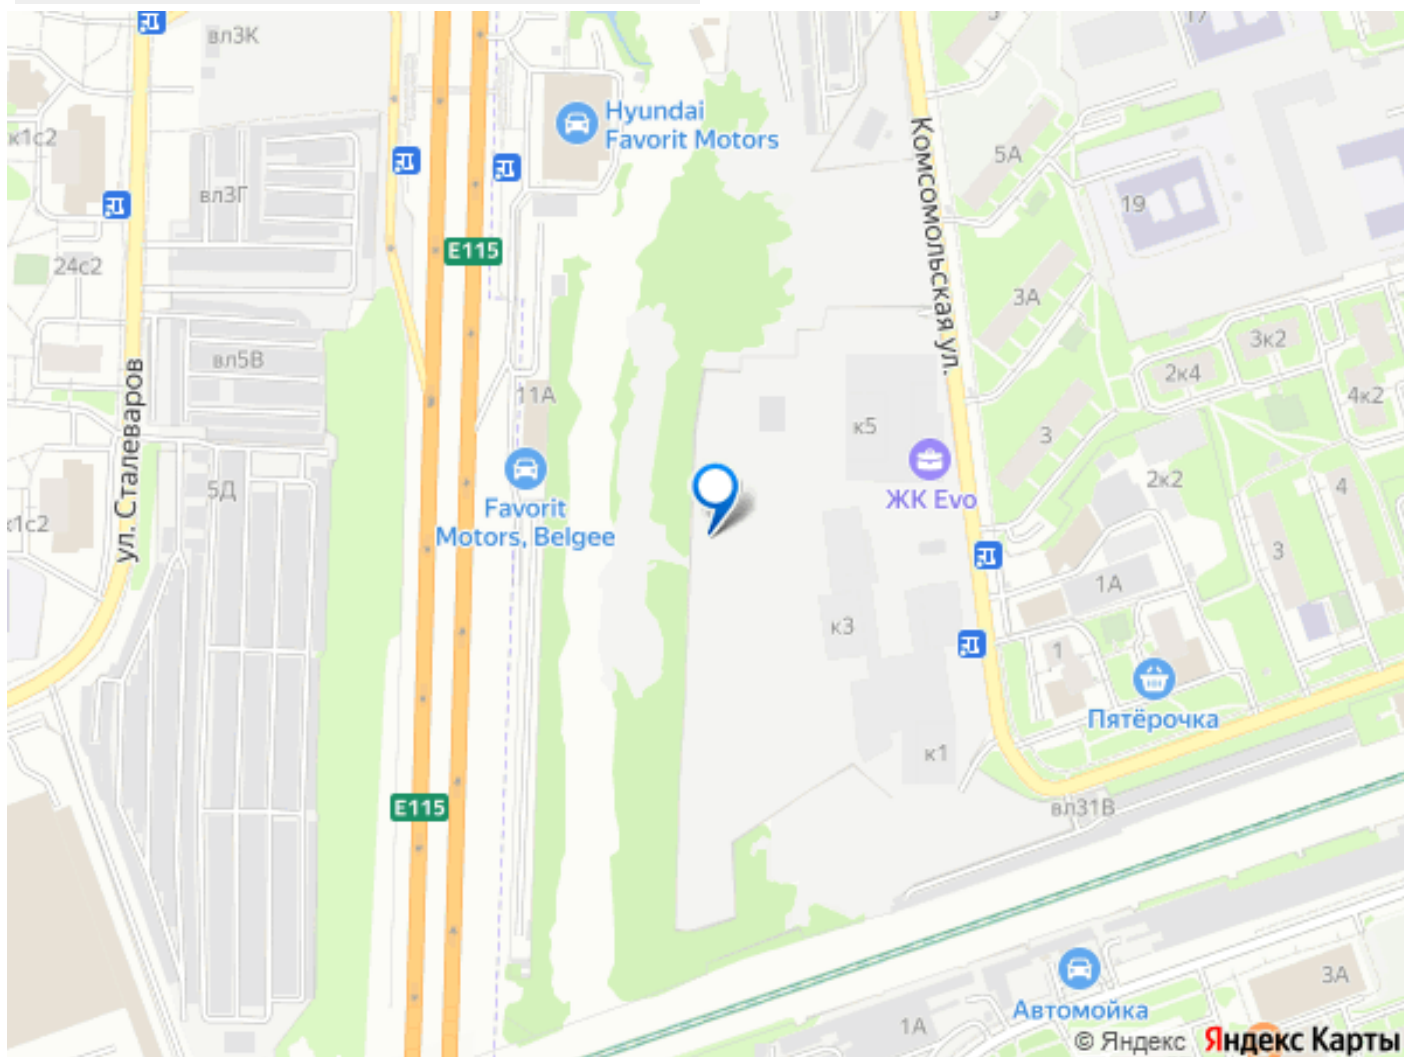 вл3К
17
Hyundai
Favorit Motors
к1с2
5А
вл3Г
19
Комсомольская ул.
E115
24с2
3А
3к2
вл5В
2к4
11А
4к2
ул. Сталеваров
к5
3
ЖК Evo
2к2
5Д
4
Favorit
Motors, Belgee
к1с2
3
1А
к3
1
Пятёрочка
к1
E115
вл31В
3А
Автомойка
1А
© Яндекс Яндекс Карты